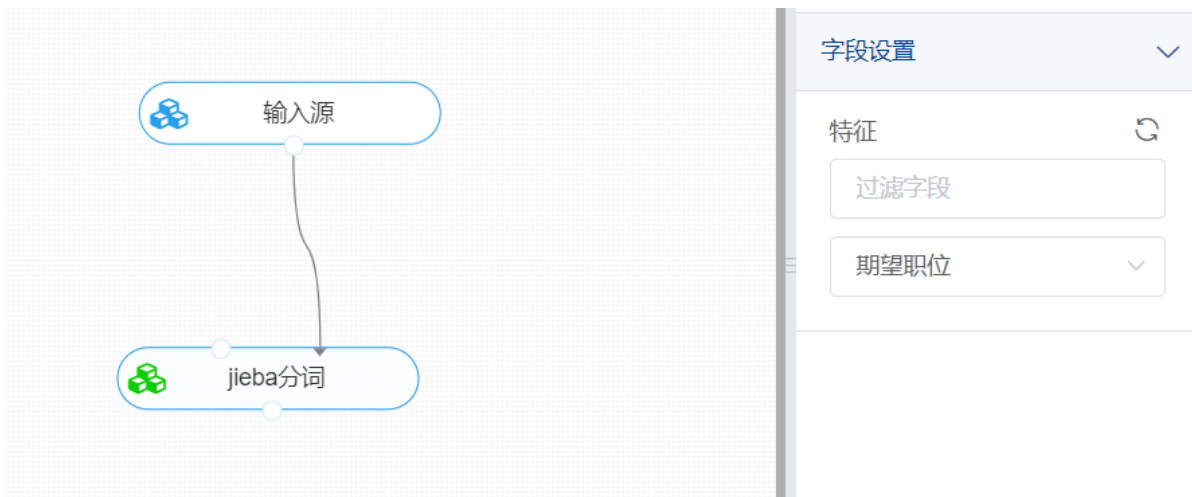 输入源
jieba分词
字段设置
特征
过滤字段
期望职位